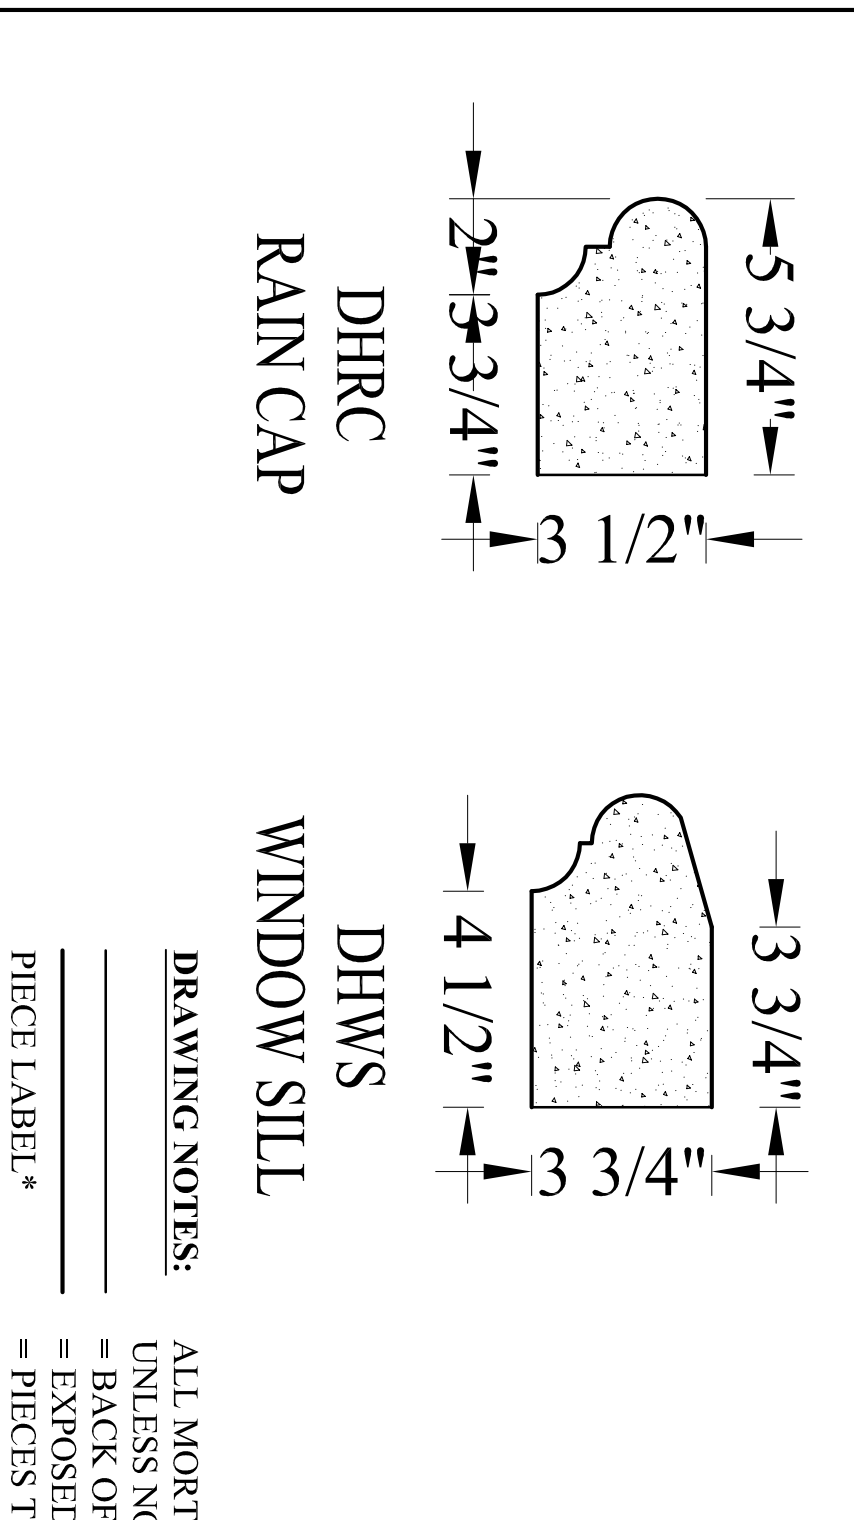 5 3/4"
2"
3 3/4"
3 1/2"
DHRC
RAIN CAP
3 3/4"
4 1/2"
3 3/4"
DHWS
WINDOW SILL
DRAWING NOTES:
ALL MORT
UNLESS NO
= BACK OF
= EXPOSED
PIECE LABEL* = PIECES T